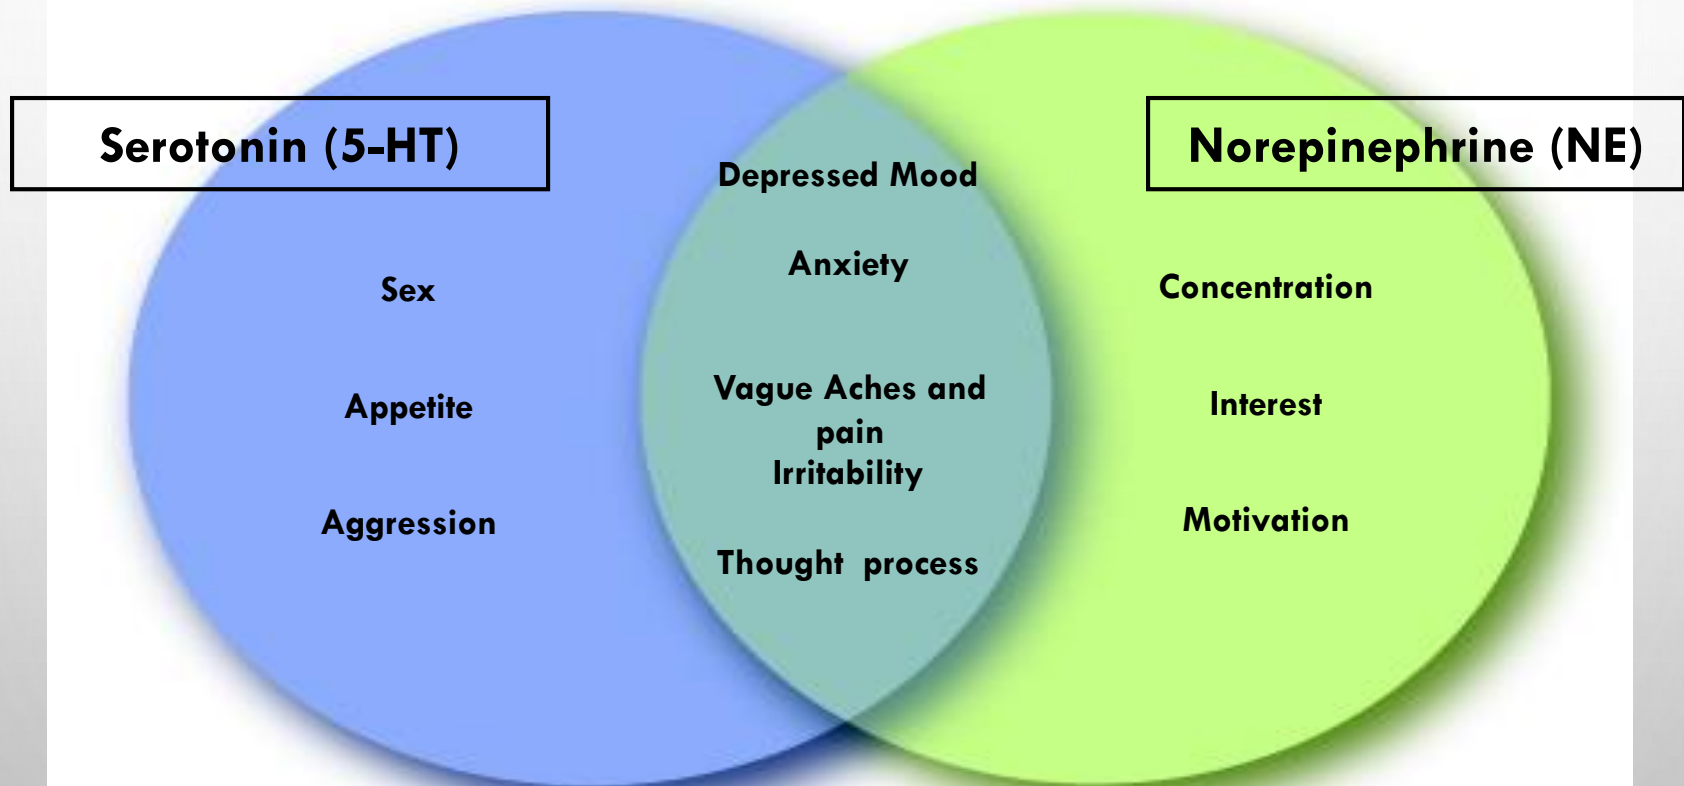 Serotonin (5-HT)
Sex
Appetite
Aggression
Depressed Mood
Anxiety
Vague Aches and
pain
Irritability
Thought process
Norepinephrine (NE)
Concentration
Interest
Motivation